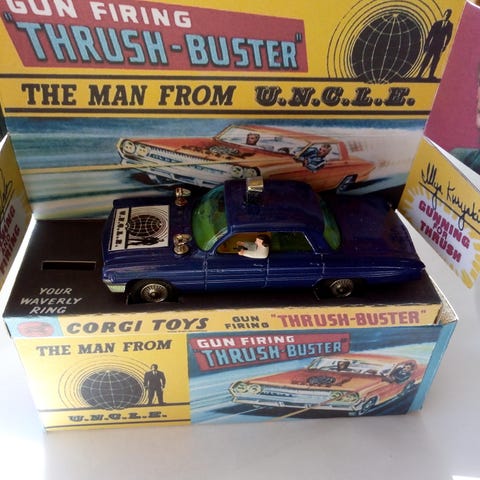 GUN FIRING
"THRUSH-BUSTER"
THE MAN FROM U.N.C.L.E.
U.N.C.L.E
YOUR
WAVERLY
RING
Illya Kuryakin
GUNNING
FOR
THRUSH
CORGI TOYS GUN FIRING "THRUSH-BUSTER"
THE MAN FROM
U.N.C.L.E.
GUN FIRING
"THRUSH-BUSTER"